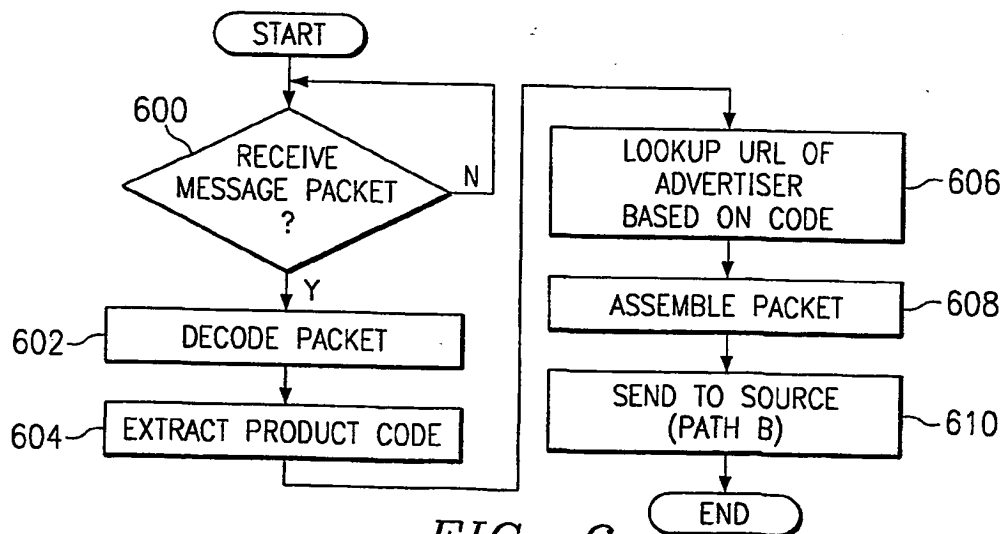 START
600
RECEIVE
MESSAGE PACKET
?
N
Y
602
DECODE PACKET
604
EXTRACT PRODUCT CODE
LOOKUP URL OF
ADVERTISER
BASED ON CODE
606
ASSEMBLE PACKET
608
SEND TO SOURCE
(PATH B)
610
END
FIG.